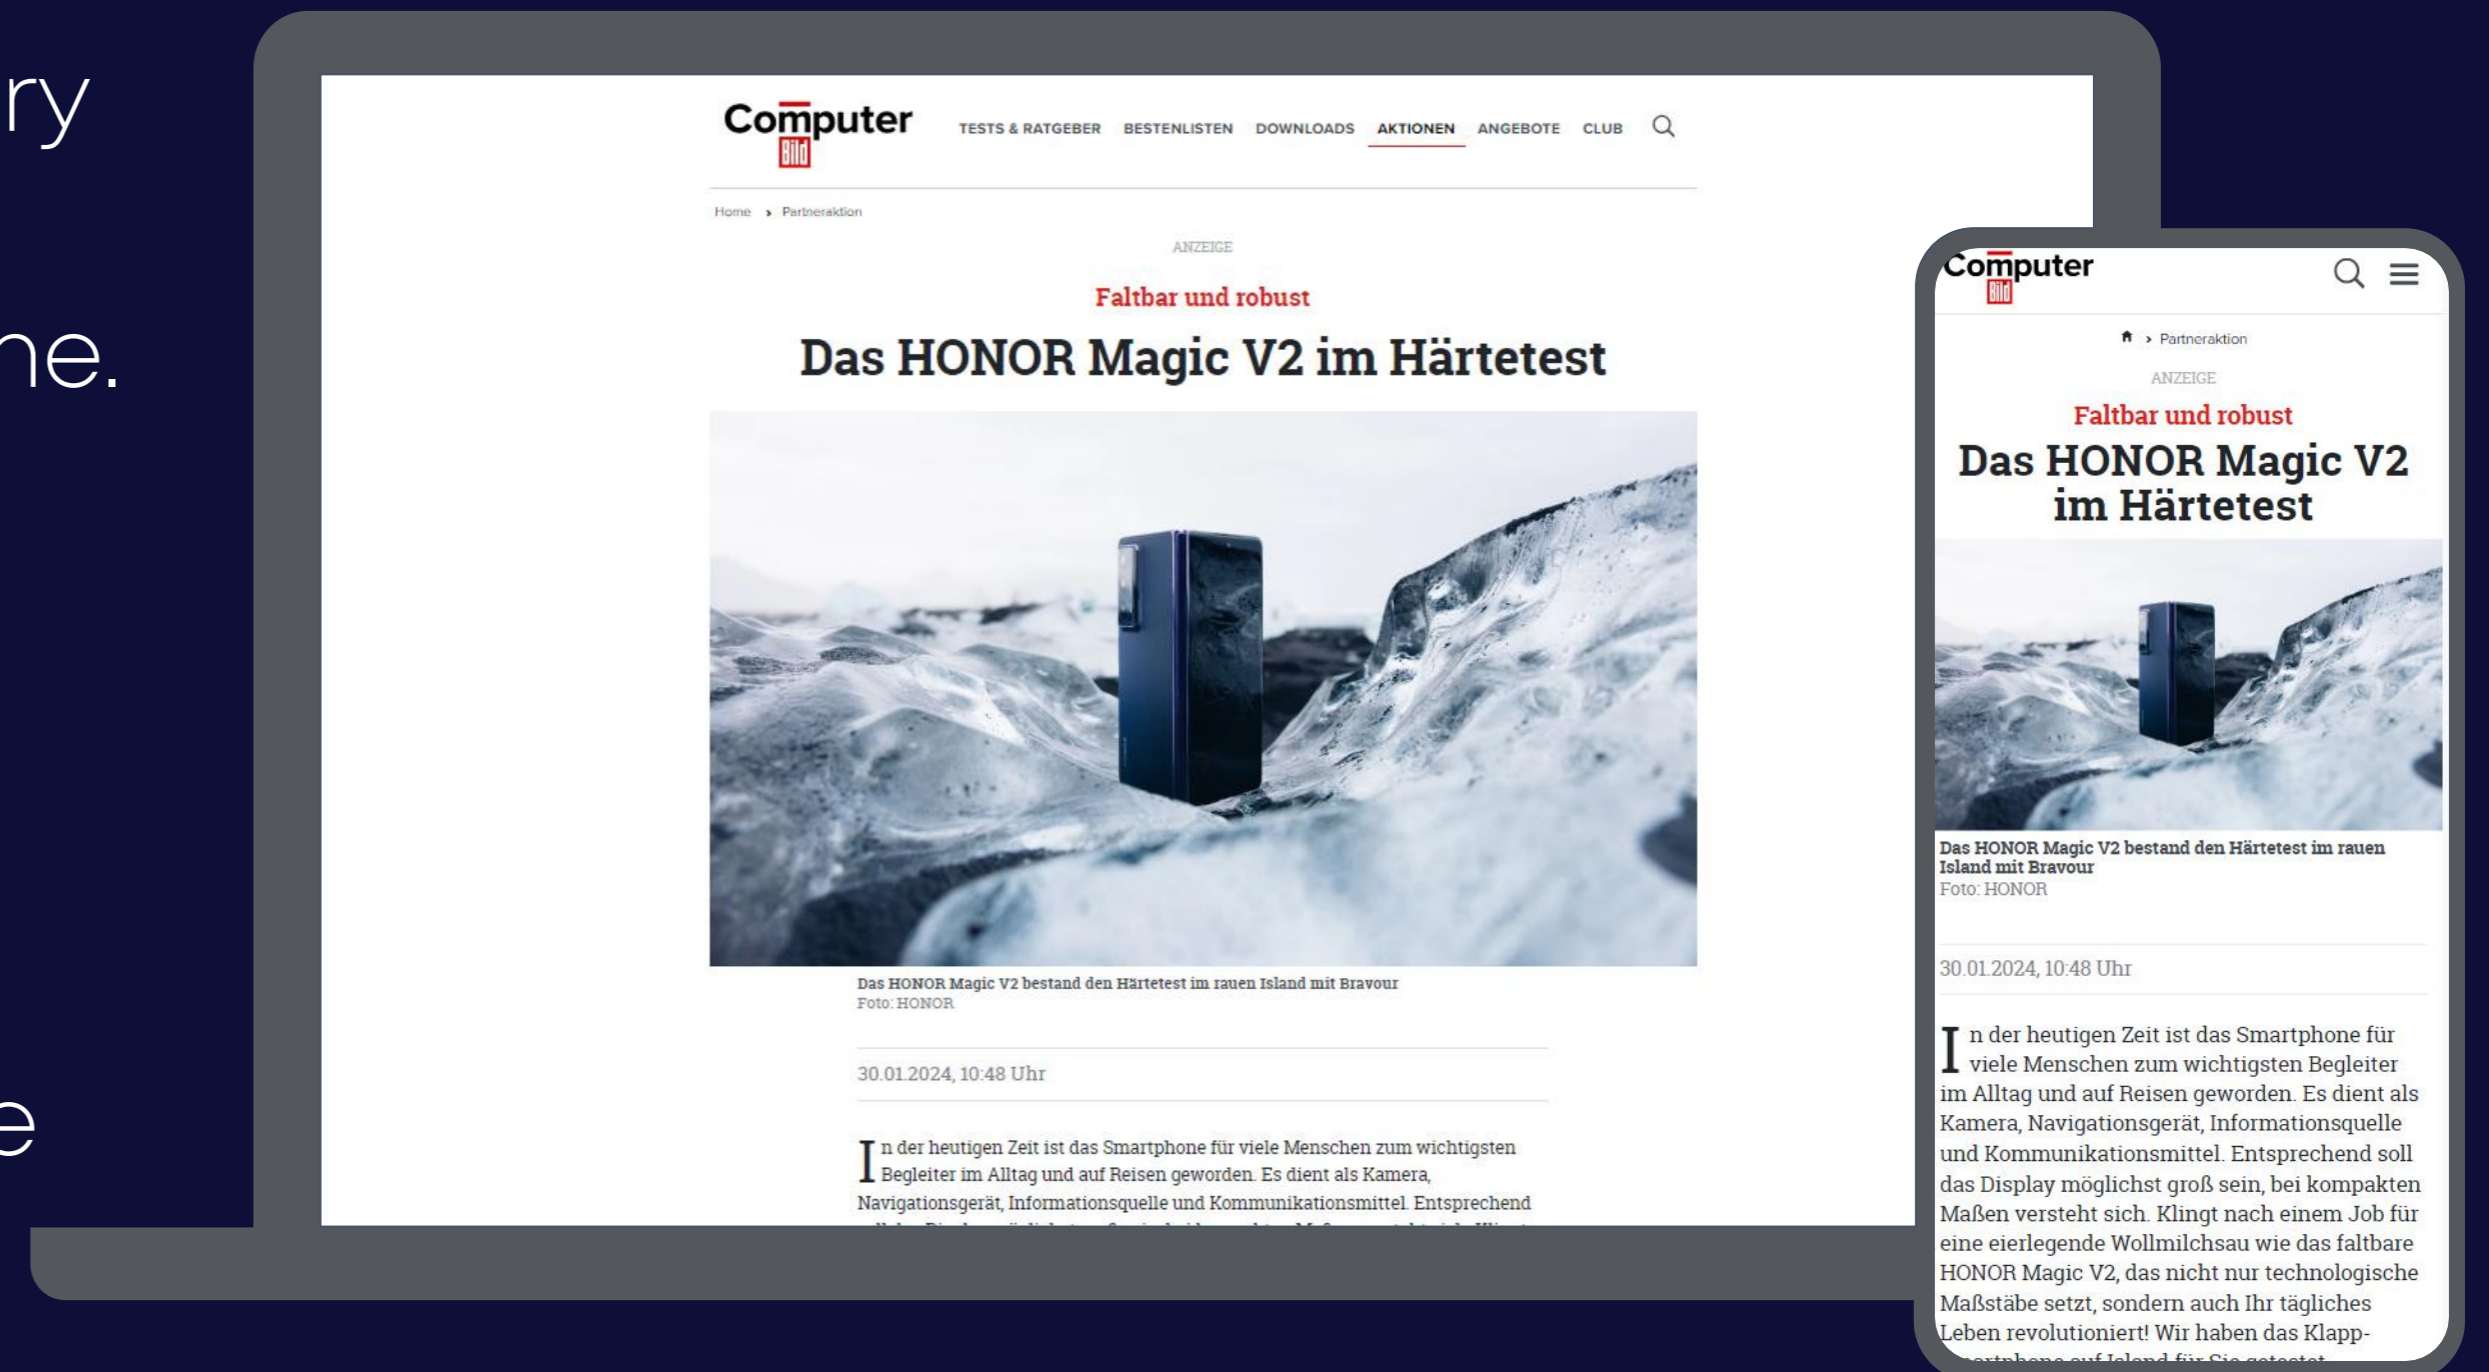 ry
ne.
e
Computer
Bild
TESTS & RATGEBER BESTENLISTEN DOWNLOADS AKTIONEN ANGEBOTE CLUB
Home > Partneraktion
ANZEIGE
Faltbar und robust
Das HONOR Magic V2 im Härtetest
Das HONOR Magic V2 bestand den Härtetest im rauen Island mit Bravour
Foto: HONOR
30.01.2024, 10:48 Uhr
In der heutigen Zeit ist das Smartphone für viele Menschen zum wichtigsten
Begleiter im Alltag und auf Reisen geworden. Es dient als Kamera,
Navigationsgerät, Informationsquelle und Kommunikationsmittel. Entsprechend
Computer
Bild
> Partneraktion
ANZEIGE
Faltbar und robust
Das HONOR Magic V2
im Härtetest
Das HONOR Magic V2 bestand den Härtetest im rauen
Island mit Bravour
Foto: HONOR
30.01.2024, 10:48 Uhr
In der heutigen Zeit ist das Smartphone für
viele Menschen zum wichtigsten Begleiter
im Alltag und auf Reisen geworden. Es dient als
Kamera, Navigationsgerät, Informationsquelle
und Kommunikationsmittel. Entsprechend soll
das Display möglichst groß sein, bei kompakten
Maßen versteht sich. Klingt nach einem Job für
eine eierlegende Wollmilchsau wie das faltbare
HONOR Magic V2, das nicht nur technologische
Maßstäbe setzt, sondern auch Ihr tägliches
Leben revolutioniert! Wir haben das Klapp-